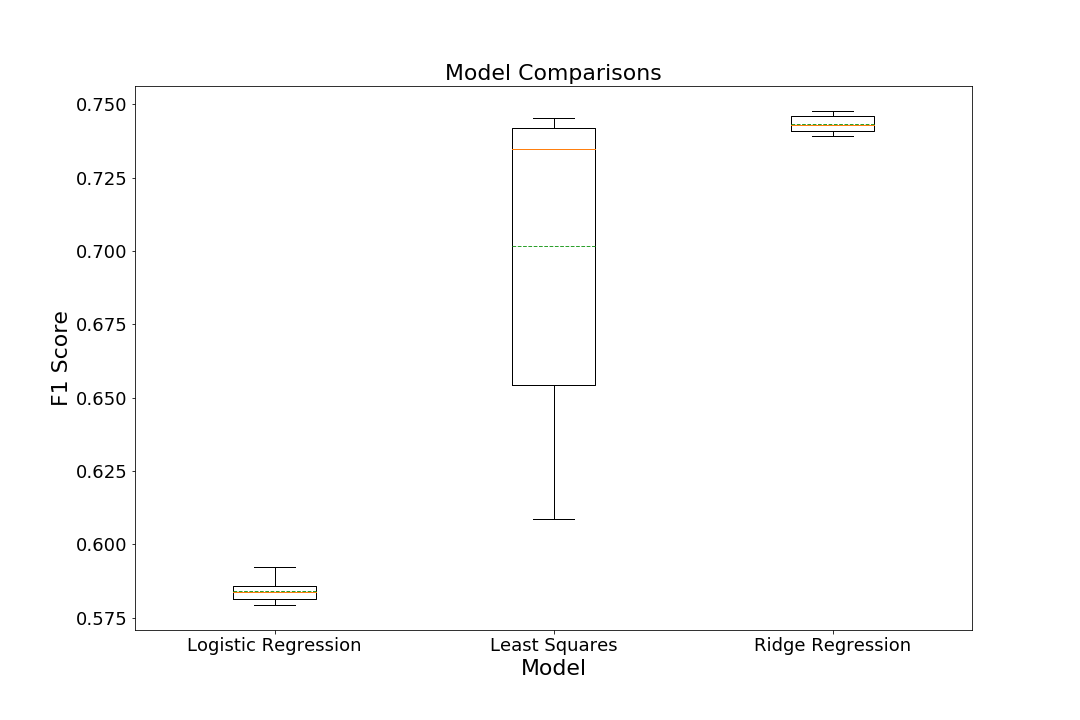 Model Comparisons
F1 Score
0.750
0.725
0.700
0.675
0.650
0.625
0.600
0.575
Logistic Regression
Least Squares
Ridge Regression
Model